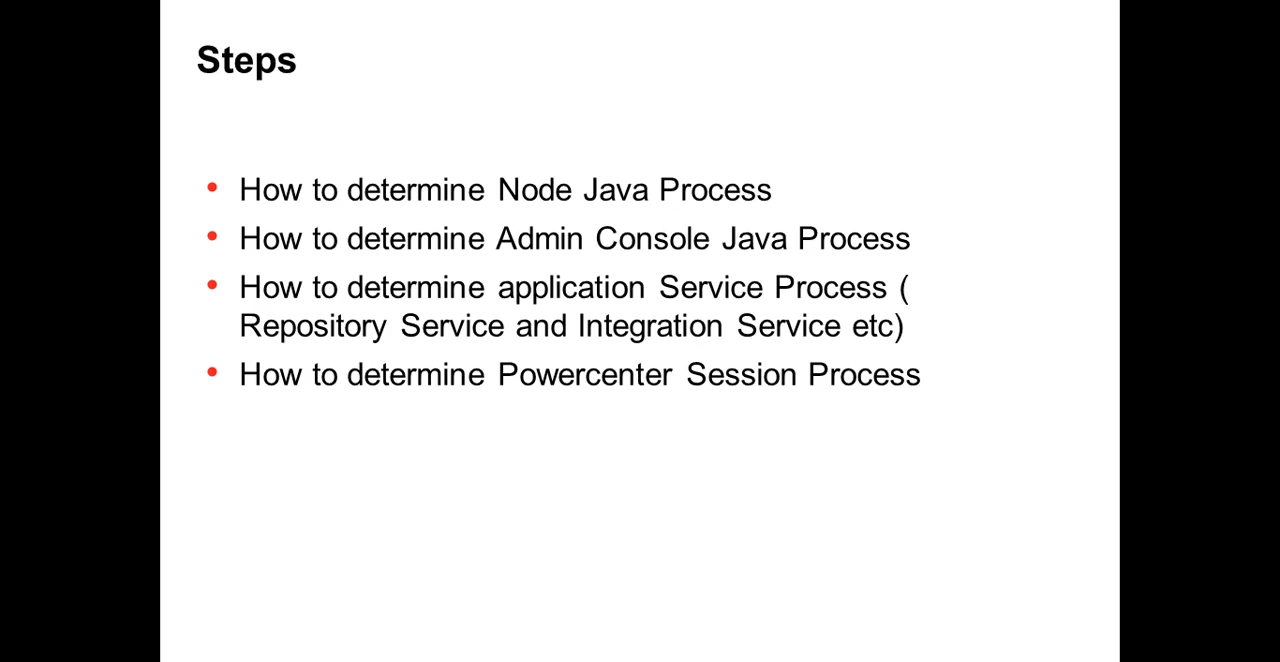 Steps
• How to determine Node Java Process
• How to determine Admin Console Java Process
• How to determine application Service Process (
Repository Service and Integration Service etc)
• How to determine Powercenter Session Process